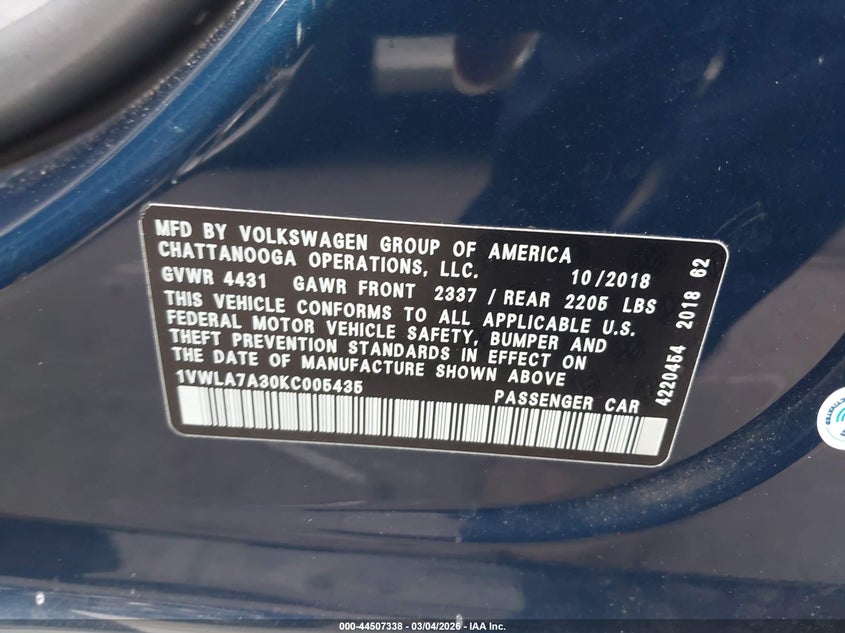 MFD BY VOLKSWAGEN GROUP OF AMERICA
CHATTANOOGA OPERATIONS, LLC. 10/2018
GVWR 4431 GAWR FRONT 2337 / REAR 2205 LBS
THIS VEHICLE CONFORMS TO ALL APPLICABLE U.S.
FEDERAL MOTOR VEHICLE SAFETY, BUMPER AND
THEFT PREVENTION STANDARDS IN EFFECT ON
THE DATE OF MANUFACTURE SHOWN ABOVE
1VWLA7A30KC005435 PASSENGER CAR
4220454 2018 62
000-44507338 - 03/04/2026 - IAA Inc.